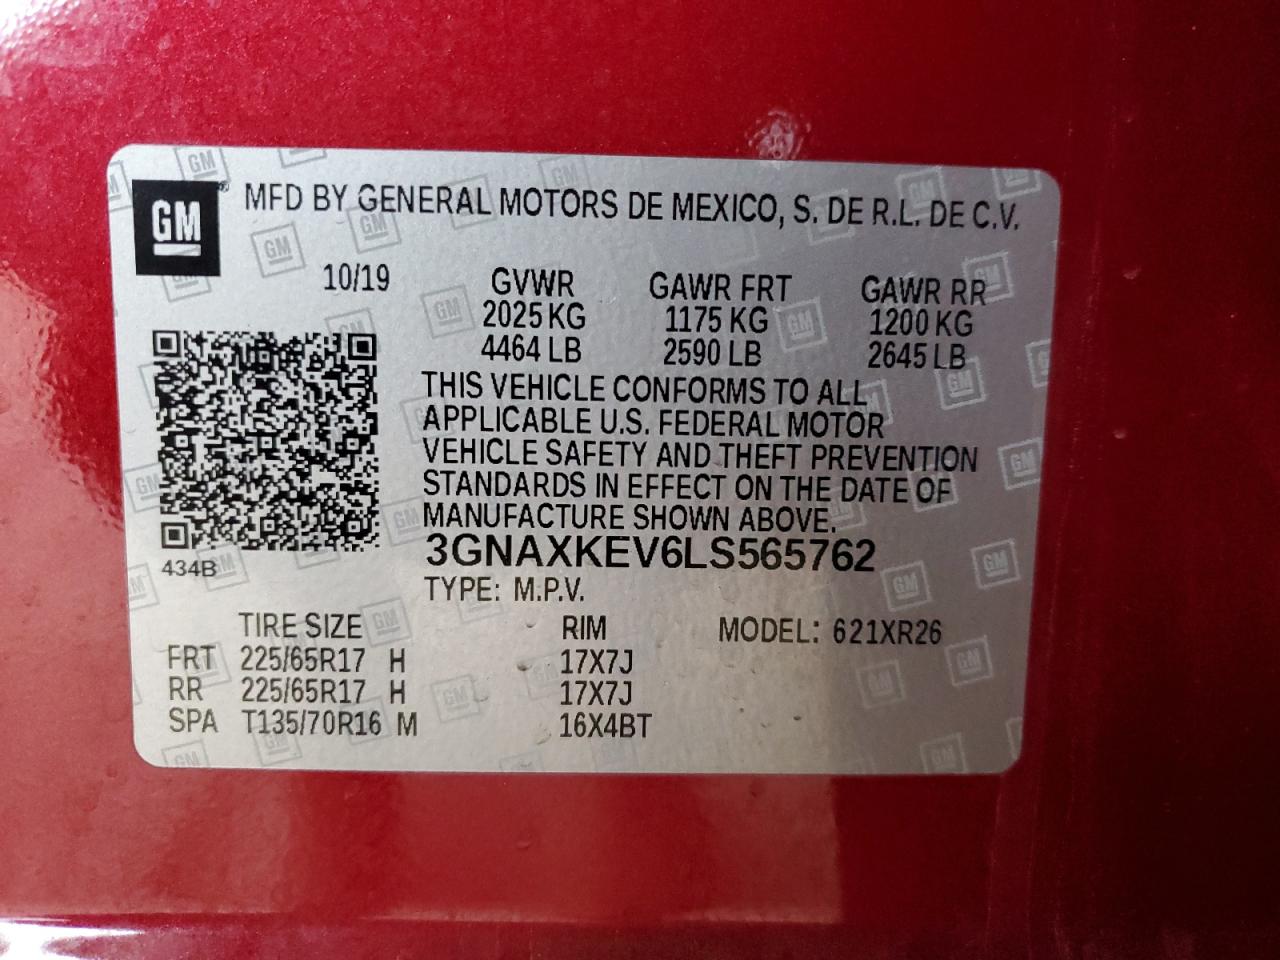 GM MFD BY GENERAL MOTORS DE MEXICO, S. DE R.L. DE C.V.
10/19 GVWR GAWR FRT GAWR RR
2025 KG 1175 KG 1200 KG
4464 LB 2590 LB 2645 LB
THIS VEHICLE CONFORMS TO ALL
APPLICABLE U.S. FEDERAL MOTOR
VEHICLE SAFETY AND THEFT PREVENTION
STANDARDS IN EFFECT ON THE DATE OF
MANUFACTURE SHOWN ABOVE.
3GNAXKEV6LS565762
434B
TYPE: M.P.V.
TIRE SIZE RIM MODEL: 621XR26
FRT 225/65R17 H 17X7J
RR 225/65R17 H 17X7J
SPA T135/70R16 M 16X4BT